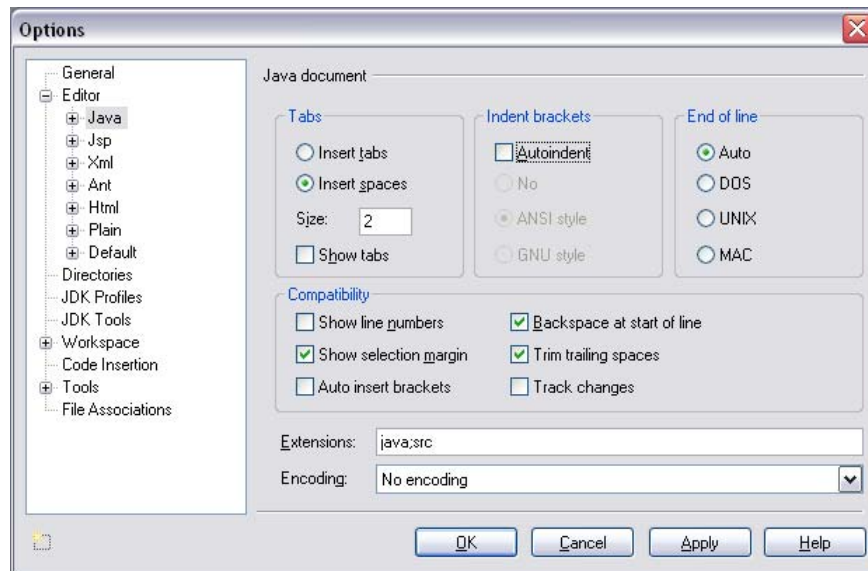 Options
General
Editor
Java
Jsp
Xml
Ant
Html
Plain
Default
Directories
JDK Profiles
JDK Tools
Workspace
Code Insertion
Tools
File Associations
Java document
Tabs
Insert tabs
Insert spaces
Size: 2
Show tabs
Indent brackets
Autoindent
No
ANSI style
GNU style
End of line
Auto
DOS
UNIX
MAC
Compatibility
Show line numbers
Show selection margin
Auto insert brackets
Backspace at start of line
Trim trailing spaces
Track changes
Extensions: java;src
Encoding: No encoding
OK Cancel Apply Help